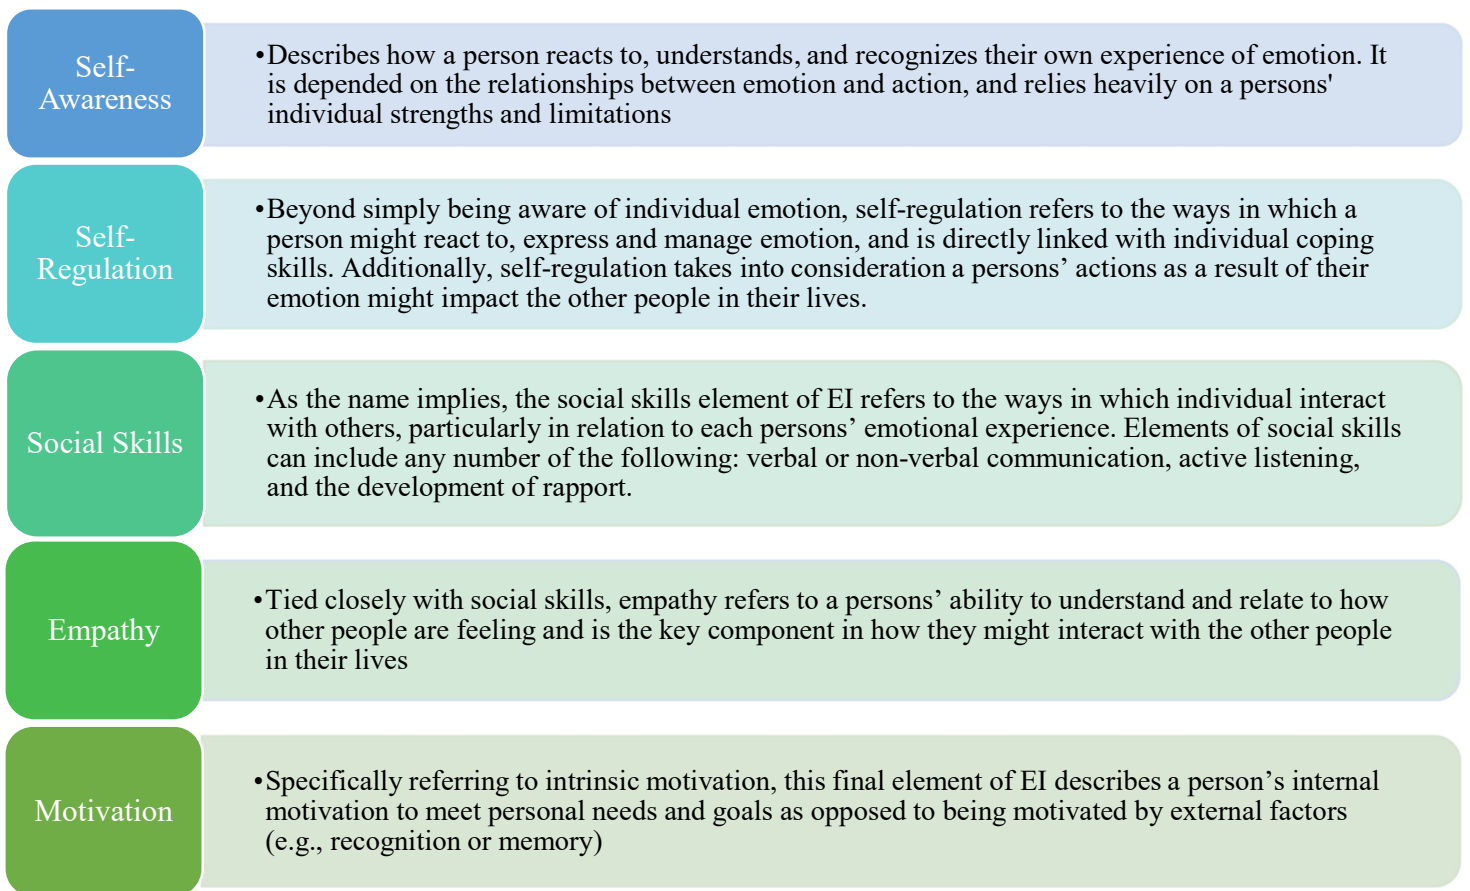 Self-
Awareness
•Describes how a person reacts to, understands, and recognizes their own experience of emotion. It
is depended on the relationships between emotion and action, and relies heavily on a persons'
individual strengths and limitations
Self-
Regulation
•Beyond simply being aware of individual emotion, self-regulation refers to the ways in which a
person might react to, express and manage emotion, and is directly linked with individual coping
skills. Additionally, self-regulation takes into consideration a persons’ actions as a result of their
emotion might impact the other people in their lives.
Social Skills
•As the name implies, the social skills element of EI refers to the ways in which individual interact
with others, particularly in relation to each persons’ emotional experience. Elements of social skills
can include any number of the following: verbal or non-verbal communication, active listening,
and the development of rapport.
Empathy
•Tied closely with social skills, empathy refers to a persons’ ability to understand and relate to how
other people are feeling and is the key component in how they might interact with the other people
in their lives
Motivation
•Specifically referring to intrinsic motivation, this final element of EI describes a person’s internal
motivation to meet personal needs and goals as opposed to being motivated by external factors
(e.g., recognition or memory)